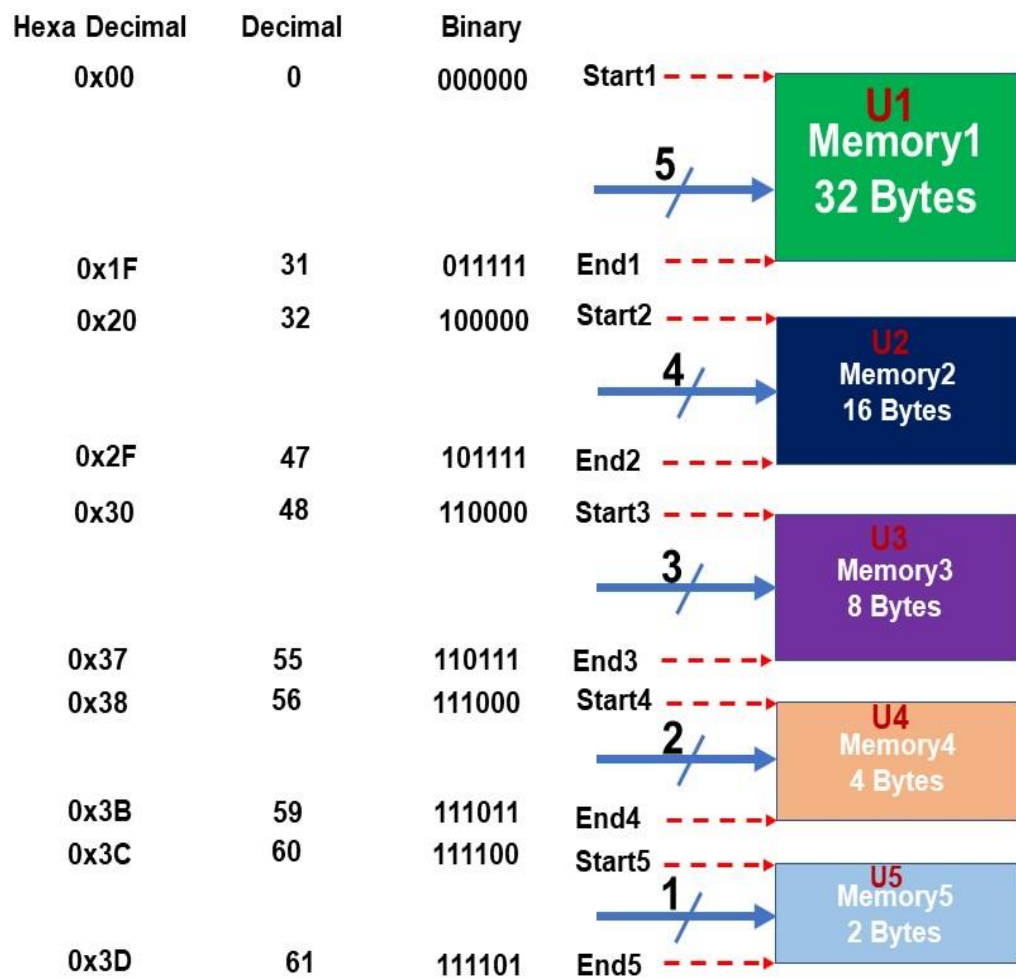 Hexa Decimal Decimal Binary
0x00 0 000000 Start1
U1
Memory1
32 Bytes
5
0x1F 31 011111 End1
0x20 32 100000 Start2
U2
Memory2
16 Bytes
4
0x2F 47 101111 End2
0x30 48 110000 Start3
U3
Memory3
8 Bytes
3
0x37 55 110111 End3
0x38 56 111000 Start4
U4
Memory4
4 Bytes
2
0x3B 59 111011 End4
0x3C 60 111100 Start5
U5
Memory5
2 Bytes
1
0x3D 61 111101 End5